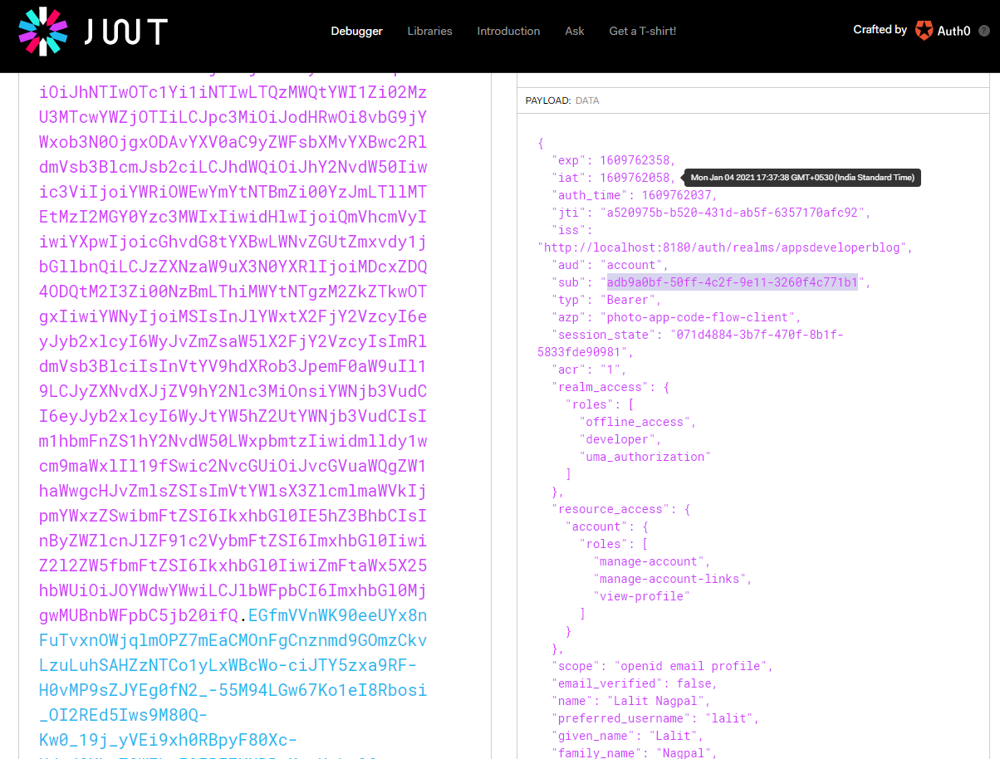 JWT
Debugger Libraries Introduction Ask Get a T-shirt! Crafted by Auth0 ?
iOiJhNTIwOTc1Yi1iNTIwLTQzMWQtYWI1Zi02Mz
U3MTcwYWZjOTIiLCJpc3MiOiJodHRwOi8vbG9jY
Wxob3N0OjgxODAvYXV0aC9yZWFsbXMvYXBwc2Rl
dmVsb3BlcmJsb2ciLCJhdWQiOiJhY2NvdW50Iiw
ic3ViIjoiYWRiOWEwYmYtNTBmZi00YzJmLTllMT
EtMzI2MGY0Yzc3MWIxIiwidHlwIjoiQmVhcmVyI
iwiYXpwIjoicGhvdG8tYXBwLWNvZGUtZmxvdy1j
bGllbnQiLCJzZXNzaW9uX3N0YXRlIjoiMDcxZDQ
4ODQtM2I3Zi00NzBmLThiMWYtNTgzM2ZkZTkwOT
gxIiwiYWNyIjoiMSIsInJlYWxtX2FjY2VzcyI6e
yJyb2xlcyI6WyJvZmZsaW5lX2FjY2VzcyIsImRl
dmVsb3BlciIsInVtYV9hdXRob3JpemF0aW9uIl1
9LCJyZXNvdXJjZV9hY2Nlc3MiOnsiYWNjb3VudC
I6eyJyb2xlcyI6WyJtYW5hZ2UtYWNjb3VudCIsI
m1hbmFnZS1hY2NvdW50LWxpbmtzIiwidmlldy1w
cm9maWxlIl19fSwic2NvcGUiOiJvcGVuaWQgZW1
haWwgcHJvZmlsZSIsImVtYWlsX3ZlcmlmaWVkIj
pmYWxzZSwibmFtZSI6IkxhbGl0IE5hZ3BhbCIsI
nByZWZlcnJlZF91c2VybmFtZSI6ImxhbGl0Iiwi
Z2l2ZW5fbmFtZSI6IkxhbGl0IiwiZmFtaWx5X25
hbWUiOiJOYWdwYWwiLCJlbWFpbCI6ImxhbGl0Mj
gwMUBnbWFpbC5jb20ifQ.EGfmVVnWK90eeUYx8n
FuTvxnOWjqlmOPZ7mEaCMOnFgCnznmd9GOmzCkv
LzuLuhSAHZzNTCo1yLxWBcWo-ciJTY5zxa9RF-
H0vMP9sZJYEg0fN2_-55M94LGw67Ko1eI8Rbosi
_OI2REd5Iws9M80Q-
Kw0_19j_yVEi9xh0RBpyF80Xc-
PAYLOAD: DATA
{
"exp": 1609762358,
"iat": 1609762058, Mon Jan 04 2021 17:37:38 GMT+0530 (India Standard Time)
"auth_time": 1609762037,
"jti": "a520975b-b520-431d-ab5f-6357170afc92",
"iss":
"http://localhost:8180/auth/realms/appsdeveloperblog",
"aud": "account",
"sub": "adb9a0bf-50ff-4c2f-9e11-3260f4c771b1",
"typ": "Bearer",
"azp": "photo-app-code-flow-client",
"session_state": "071d4884-3b7f-470f-8b1f-
5833fde90981",
"acr": "1",
"realm_access": {
"roles": [
"offline_access",
"developer",
"uma_authorization"
]
},
"resource_access": {
"account": {
"roles": [
"manage-account",
"manage-account-links",
"view-profile"
]
}
},
"scope": "openid email profile",
"email_verified": false,
"name": "Lalit Nagpal",
"preferred_username": "lalit",
"given_name": "Lalit",
"family_name": "Nagpal",